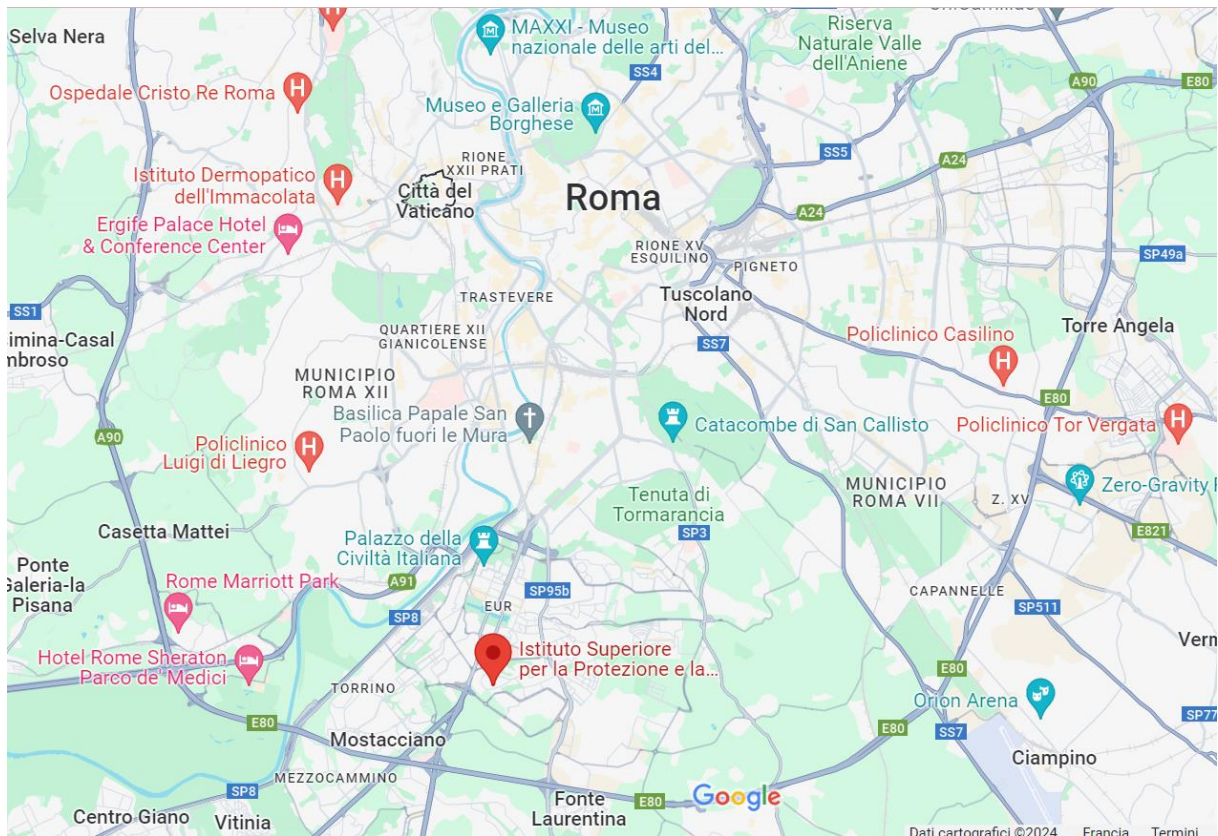 Selva Nera
MAXXI - Museo
nazionale delle arti del...
Riserva
Naturale Valle
dell'Aniene
SS4
A90
E80
Ospedale Cristo Re Roma
Museo e Galleria
Borghese
SS5
A24
RIONE
XXII PRATI
Istituto Dermopatico
dell'Immacolata
Città del
Vaticano
Roma
A24
Ergife Palace Hotel
& Conference Center
RIONE XV
ESQUILINO
PIGNETO
SP49a
TRASTEVERE
Tuscolano
Nord
SS1
QUARTIERE XII
GIANICOLENSE
SS7
Policlinico Casilino
Torre Angela
simina-Casal
mbroso
MUNICIPIO
ROMA XII
E80
Basilica Papale San
Paolo fuori le Mura
Catacombe di San Callisto
Policlinico Tor Vergata
A90
Policlinico
Luigi di Liegro
MUNICIPIO
ROMA VII
Z. XV
Zero-Gravity
Tenuta di
Tormarancia
Casetta Mattei
Palazzo della
Civiltà Italiana
SP3
E821
Ponte
Galeria-la
Pisana
Rome Marriott Park
A91
SP95b
CAPANNELLE
EUR
SP8
SP511
Hotel Rome Sheraton
Parco de' Medici
Istituto Superiore
per la Protezione e la...
Verm
E80
TORRINO
Orion Arena
E80
SP77
Mostacciano
SS7
Ciampino
MEZZOCAMMINO
SP8
Centro Giano
Vitinia
Fonte
Laurentina
E80
Google
Dati cartografici ©2024
Francia
Termini